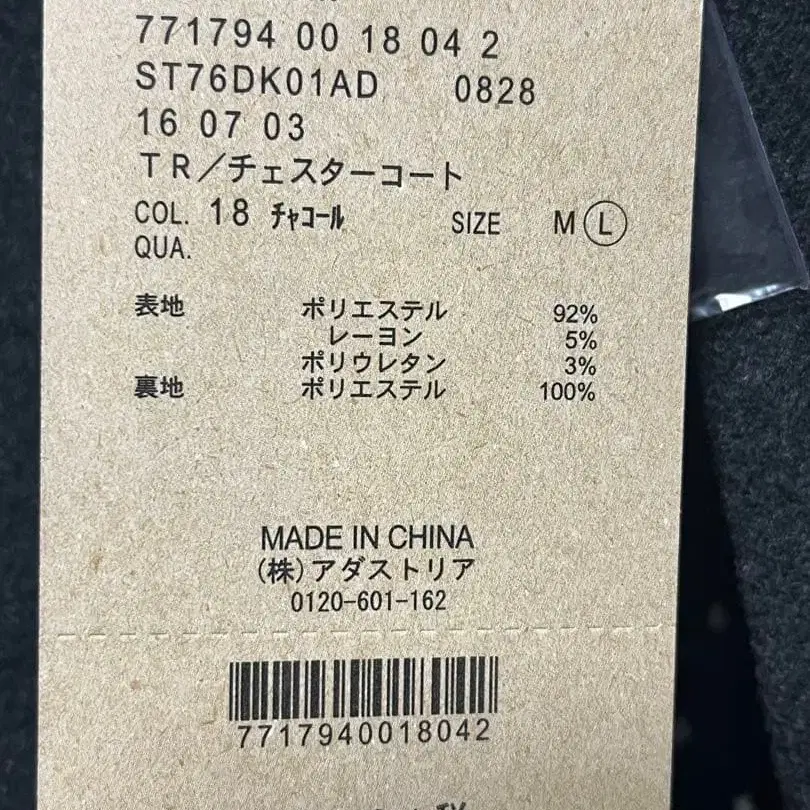 771794 00 18 04 2
ST76DK01AD 0828
16 07 03
TR/チェスターコート
COL. 18 ﾁｬｺｰﾙ SIZE M L
QUA.
表地 ポリエステル 92%
レーヨン 5%
ポリウレタン 3%
裏地 ポリエステル 100%
MADE IN CHINA
(株)アダストリア
0120-601-162
7717940018042